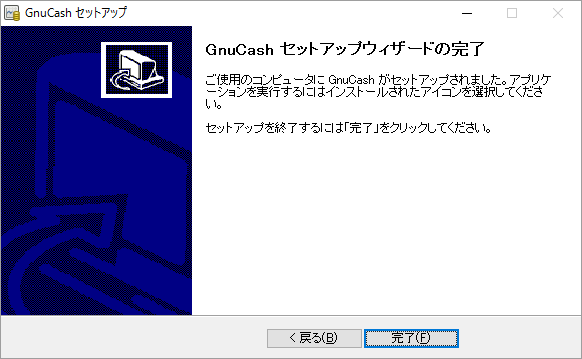 GnuCash セットアップ
GnuCash セットアップウィザードの完了
ご使用のコンピュータに GnuCash がセットアップされました。アプリケ
ーションを実行するにはインストールされたアイコンを選択してくださ
い。
セットアップを終了するには「完了」をクリックしてください。
< 戻る(B)
完了(F)